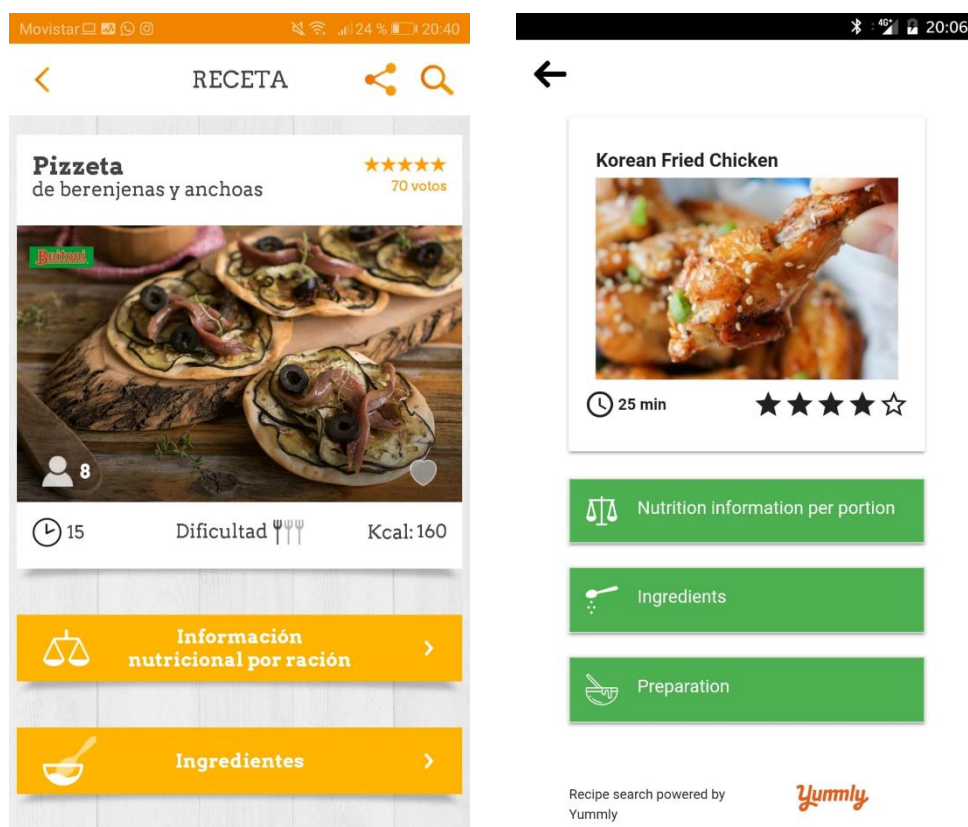 Movistar 24 % 20:40
RECETA
Pizzeta
de berenjenas y anchoas
70 votos
Buitoni
8
15 Dificultad Kcal: 160
Información
nutricional por ración
Ingredientes
4G+ 20:06
Korean Fried Chicken
25 min
Nutrition information per portion
Ingredients
Preparation
Recipe search powered by
Yummly
Yummly